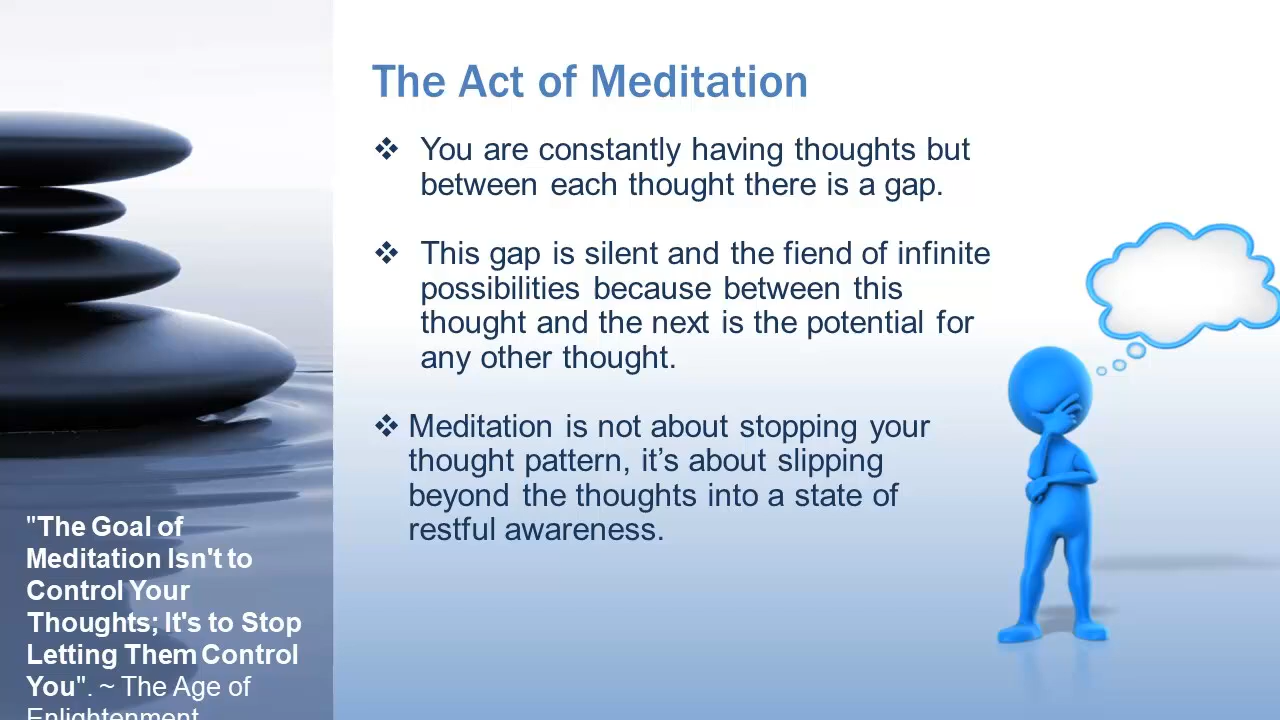 The Act of Meditation
❖ You are constantly having thoughts but
between each thought there is a gap.
❖ This gap is silent and the fiend of infinite
possibilities because between this
thought and the next is the potential for
any other thought.
❖ Meditation is not about stopping your
thought pattern, it’s about slipping
beyond the thoughts into a state of
restful awareness.
"The Goal of
Meditation Isn't to
Control Your
Thoughts; It's to Stop
Letting Them Control
You". ~ The Age of
Enlightenment